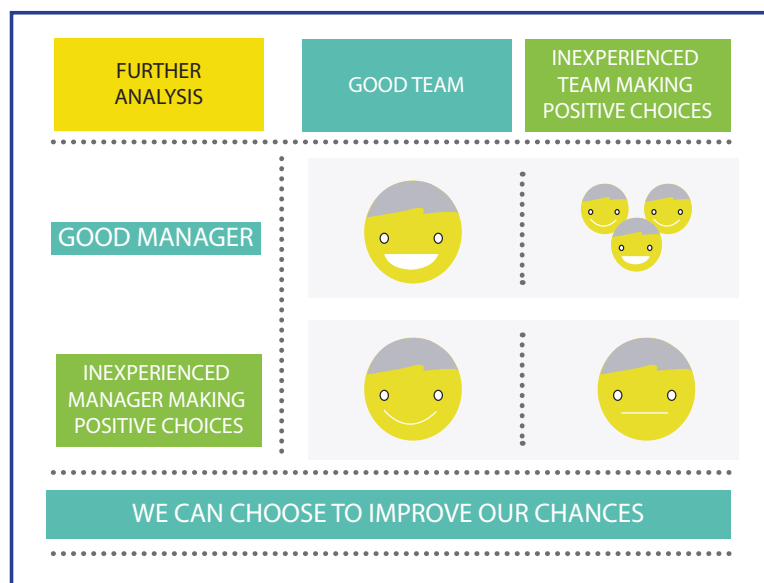 FURTHER
ANALYSIS
GOOD TEAM
INEXPERIENCED
TEAM MAKING
POSITIVE CHOICES
GOOD MANAGER
INEXPERIENCED
MANAGER MAKING
POSITIVE CHOICES
WE CAN CHOOSE TO IMPROVE OUR CHANCES